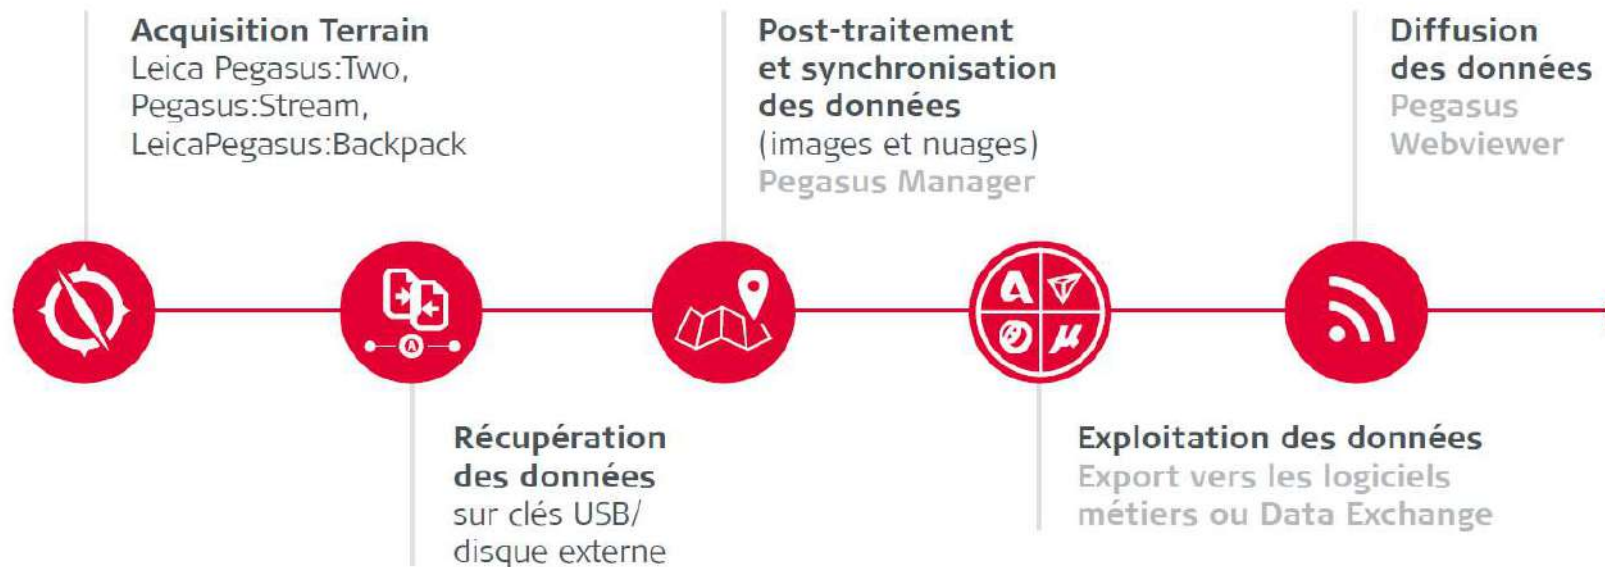 Acquisition Terrain
Leica Pegasus:Two,
Pegasus:Stream,
LeicaPegasus:Backpack
Récupération
des données
sur clés USB/
disque externe
Post-traitement
et synchronisation
des données
(images et nuages)
Pegasus Manager
Exploitation des données
Export vers les logiciels
métiers ou Data Exchange
Diffusion
des données
Pegasus
Webviewer